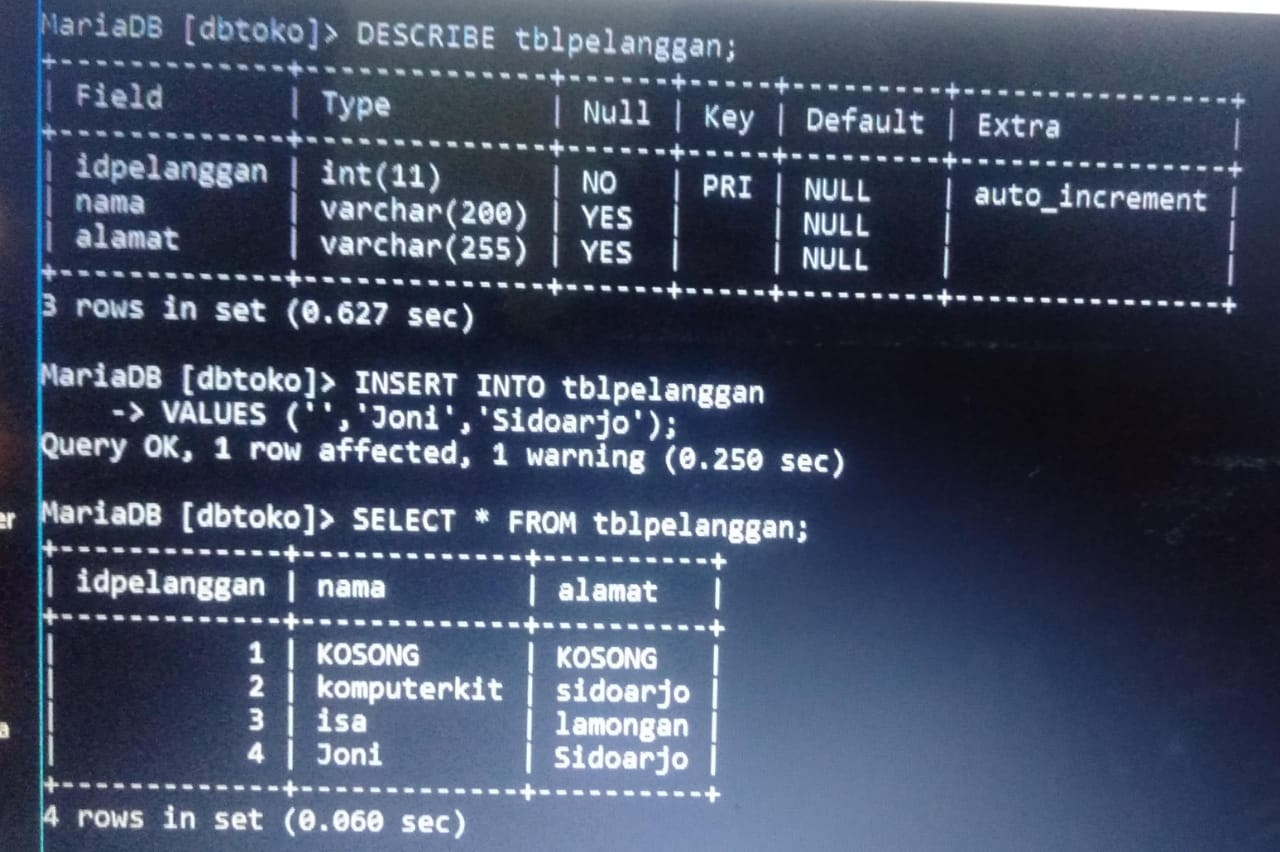 MariaDB [dbtoko]> DESCRIBE tblpelanggan;
+-------------+--------------+------+-----+---------+----------------+
| Field       | Type         | Null | Key | Default | Extra          |
+-------------+--------------+------+-----+---------+----------------+
| idpelanggan | int(11)      | NO   | PRI | NULL    | auto_increment |
| nama        | varchar(200) | YES  |     | NULL    |                |
| alamat      | varchar(255) | YES  |     | NULL    |                |
+-------------+--------------+------+-----+---------+----------------+
3 rows in set (0.627 sec)
MariaDB [dbtoko]> INSERT INTO tblpelanggan
    -> VALUES ('','Joni','Sidoarjo');
Query OK, 1 row affected, 1 warning (0.250 sec)
er
MariaDB [dbtoko]> SELECT * FROM tblpelanggan;
+-------------+-------------+----------+
| idpelanggan | nama        | alamat   |
+-------------+-------------+----------+
|           1 | KOSONG      | KOSONG   |
|           2 | komputerkit | sidoarjo |
|           3 | isa         | lamongan |
|           4 | Joni        | Sidoarjo |
+-------------+-------------+----------+
a
4 rows in set (0.060 sec)